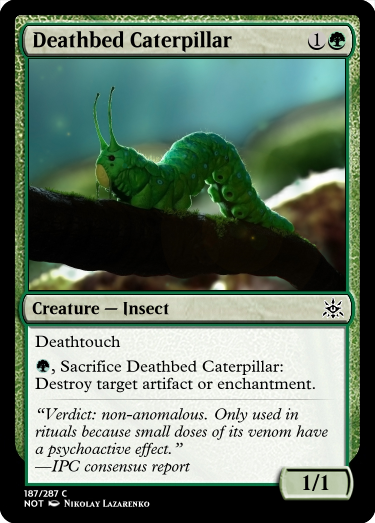 Deathbed Caterpillar 1
Creature — Insect
Deathtouch
, Sacrifice Deathbed Caterpillar:
Destroy target artifact or enchantment.
“Verdict: non-anomalous. Only used in
rituals because small doses of its venom have
a psychoactive effect.”
—IPC consensus report
1/1
187/287 C
NOT Nikolay Lazarenko